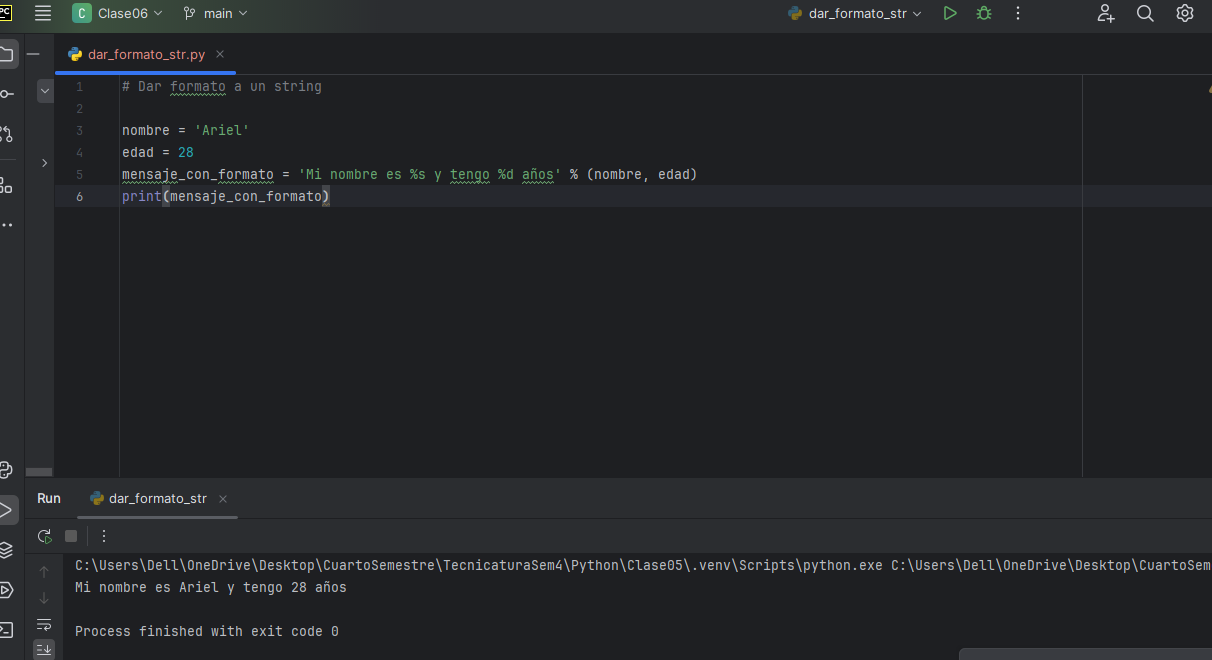 PC
C Clase06 main dar_formato_str
dar_formato_str.py
1 # Dar formato a un string
2
3 nombre = 'Ariel'
4 edad = 28
5 mensaje_con_formato = 'Mi nombre es %s y tengo %d años' % (nombre, edad)
6 print(mensaje_con_formato)
Run dar_formato_str
C:\Users\Dell\OneDrive\Desktop\CuartoSemestre\TecnicaturaSem4\Python\Clase05\.venv\Scripts\python.exe C:\Users\Dell\OneDrive\Desktop\CuartoSem
Mi nombre es Ariel y tengo 28 años
Process finished with exit code 0